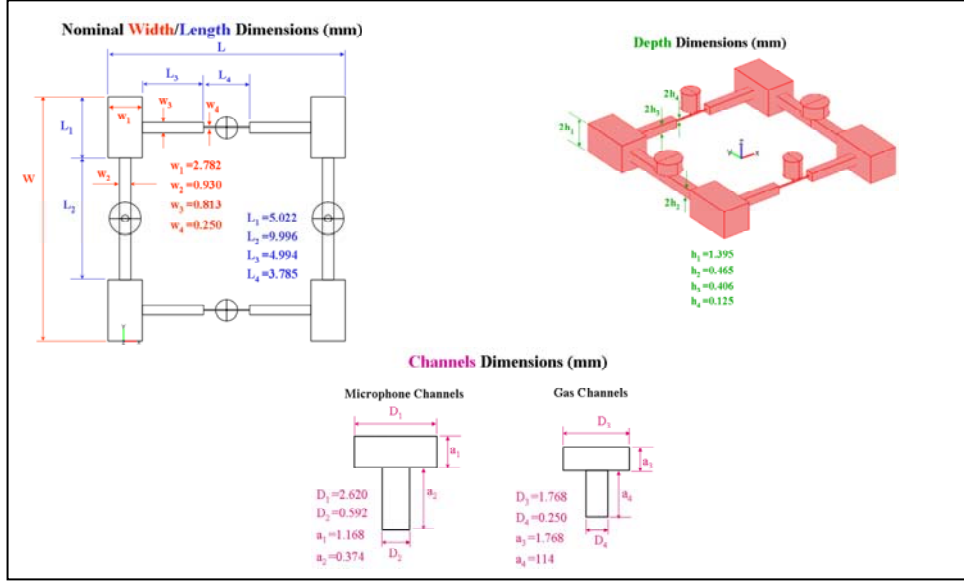 Nominal Width/Length Dimensions (mm)
L
L3
L4
w1
w3
w4
L1
W
w2
L2
w1=2.782
w2=0.930
w3=0.813
w4=0.250
L1=5.022
L2=9.996
L3=4.994
L4=3.785
Y
Depth Dimensions (mm)
2h4
2h3
2h1
2h2
Z
Y
X
h1=1.395
h2=0.465
h3=0.406
h4=0.125
Channels Dimensions (mm)
Microphone Channels
D1
a1
a2
D2
D1=2.620
D2=0.592
a1=1.168
a2=0.374
Gas Channels
D3
a3
a4
D4
D3=1.768
D4=0.250
a3=1.768
a4=114